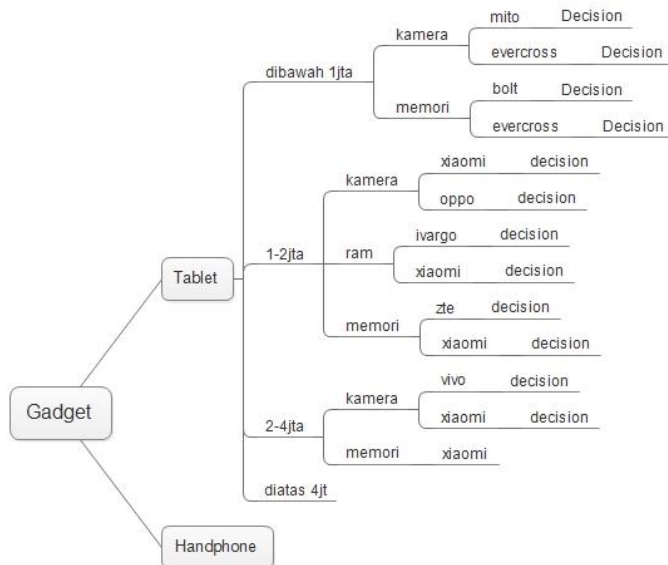 Gadget
Tablet
dibawah 1jta
kamera
mito Decision
evercross Decision
memori
bolt Decision
evercross Decision
1-2jta
kamera
xiaomi decision
oppo decision
ram
ivargo decision
xiaomi decision
memori
zte decision
xiaomi decision
2-4jta
kamera
vivo decision
xiaomi decision
memori xiaomi
diatas 4jt
Handphone